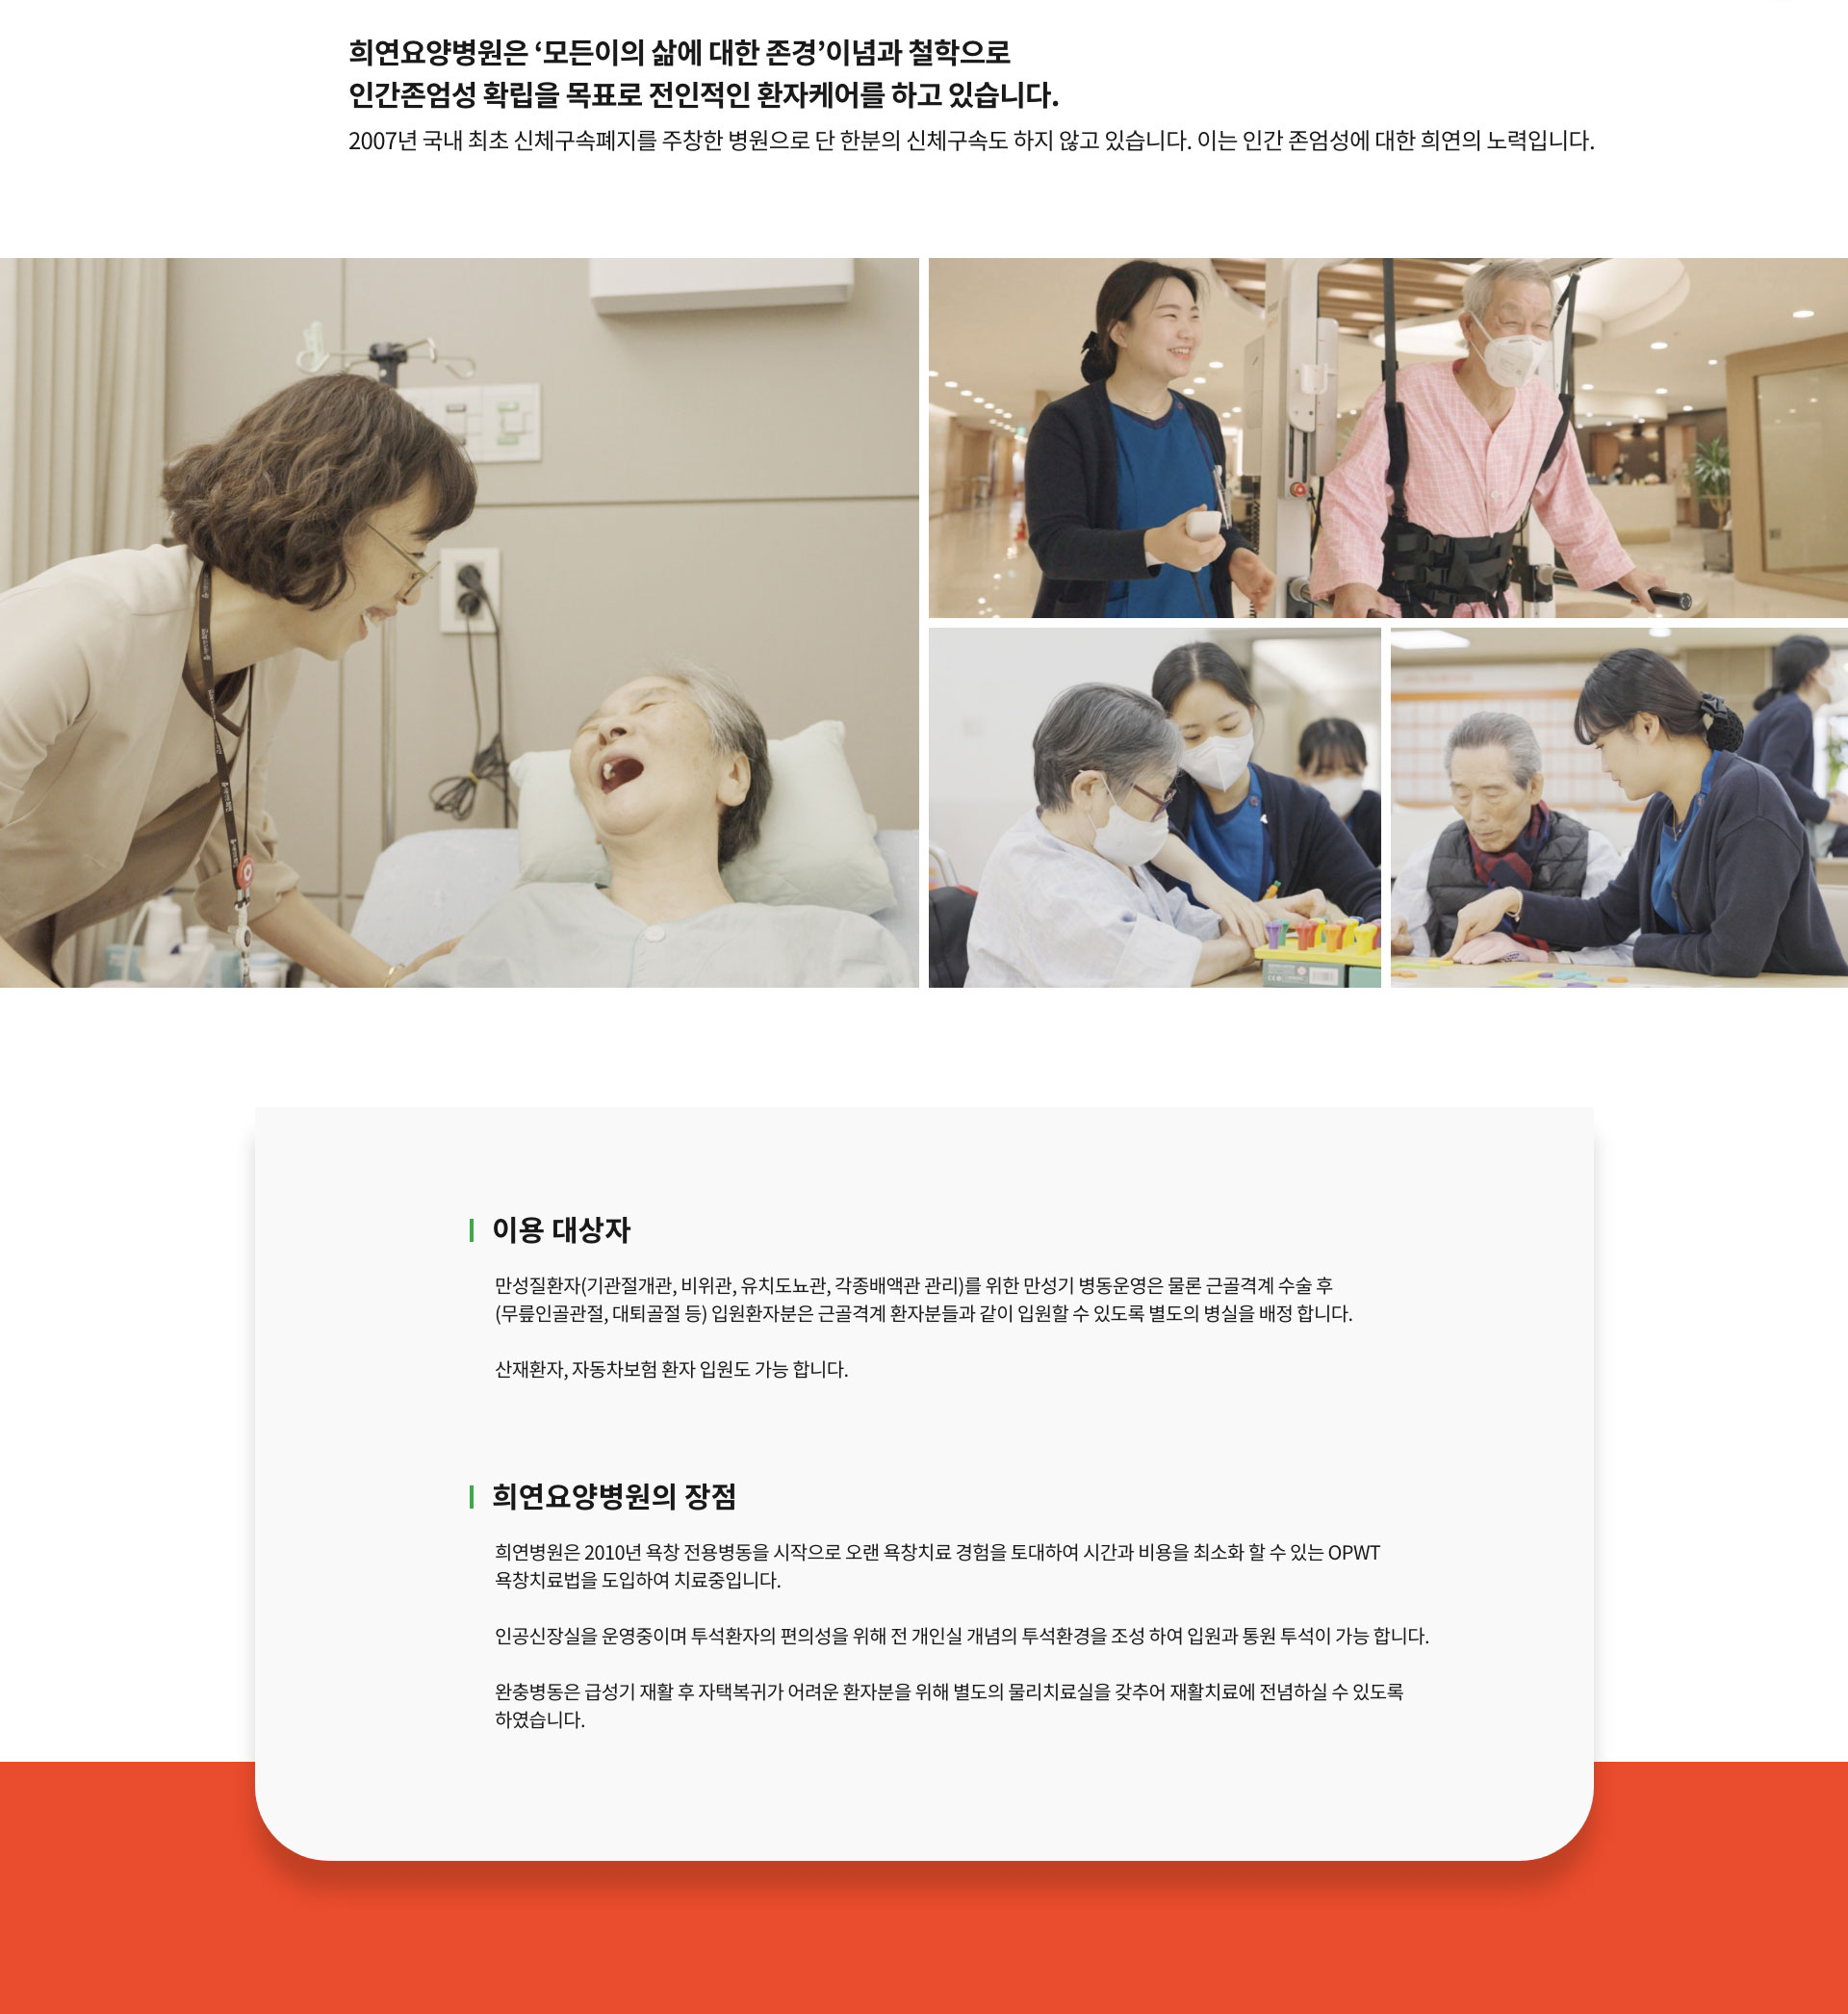 희연요양병원은 ‘모든이의 삶에 대한 존경’이념과 철학으로
인간존엄성 확립을 목표로 전인적인 환자케어를 하고 있습니다.
2007년 국내 최초 신체구속폐지를 주창한 병원으로 단 한분의 신체구속도 하지 않고 있습니다. 이는 인간 존엄성에 대한 희연의 노력입니다.
이용 대상자
만성질환자(기관절개관, 비위관, 유치도뇨관, 각종배액관 관리)를 위한 만성기 병동운영은 물론 근골격계 수술 후
(무릎인골관절, 대퇴골절 등) 입원환자분은 근골격계 환자분들과 같이 입원할 수 있도록 별도의 병실을 배정 합니다.
산재환자, 자동차보험 환자 입원도 가능 합니다.
희연요양병원의 장점
희연병원은 2010년 욕창 전용병동을 시작으로 오랜 욕창치료 경험을 토대하여 시간과 비용을 최소화 할 수 있는 OPWT
욕창치료법을 도입하여 치료중입니다.
인공신장실을 운영중이며 투석환자의 편의성을 위해 전 개인실 개념의 투석환경을 조성 하여 입원과 통원 투석이 가능 합니다.
완충병동은 급성기 재활 후 자택복귀가 어려운 환자분을 위해 별도의 물리치료실을 갖추어 재활치료에 전념하실 수 있도록
하였습니다.